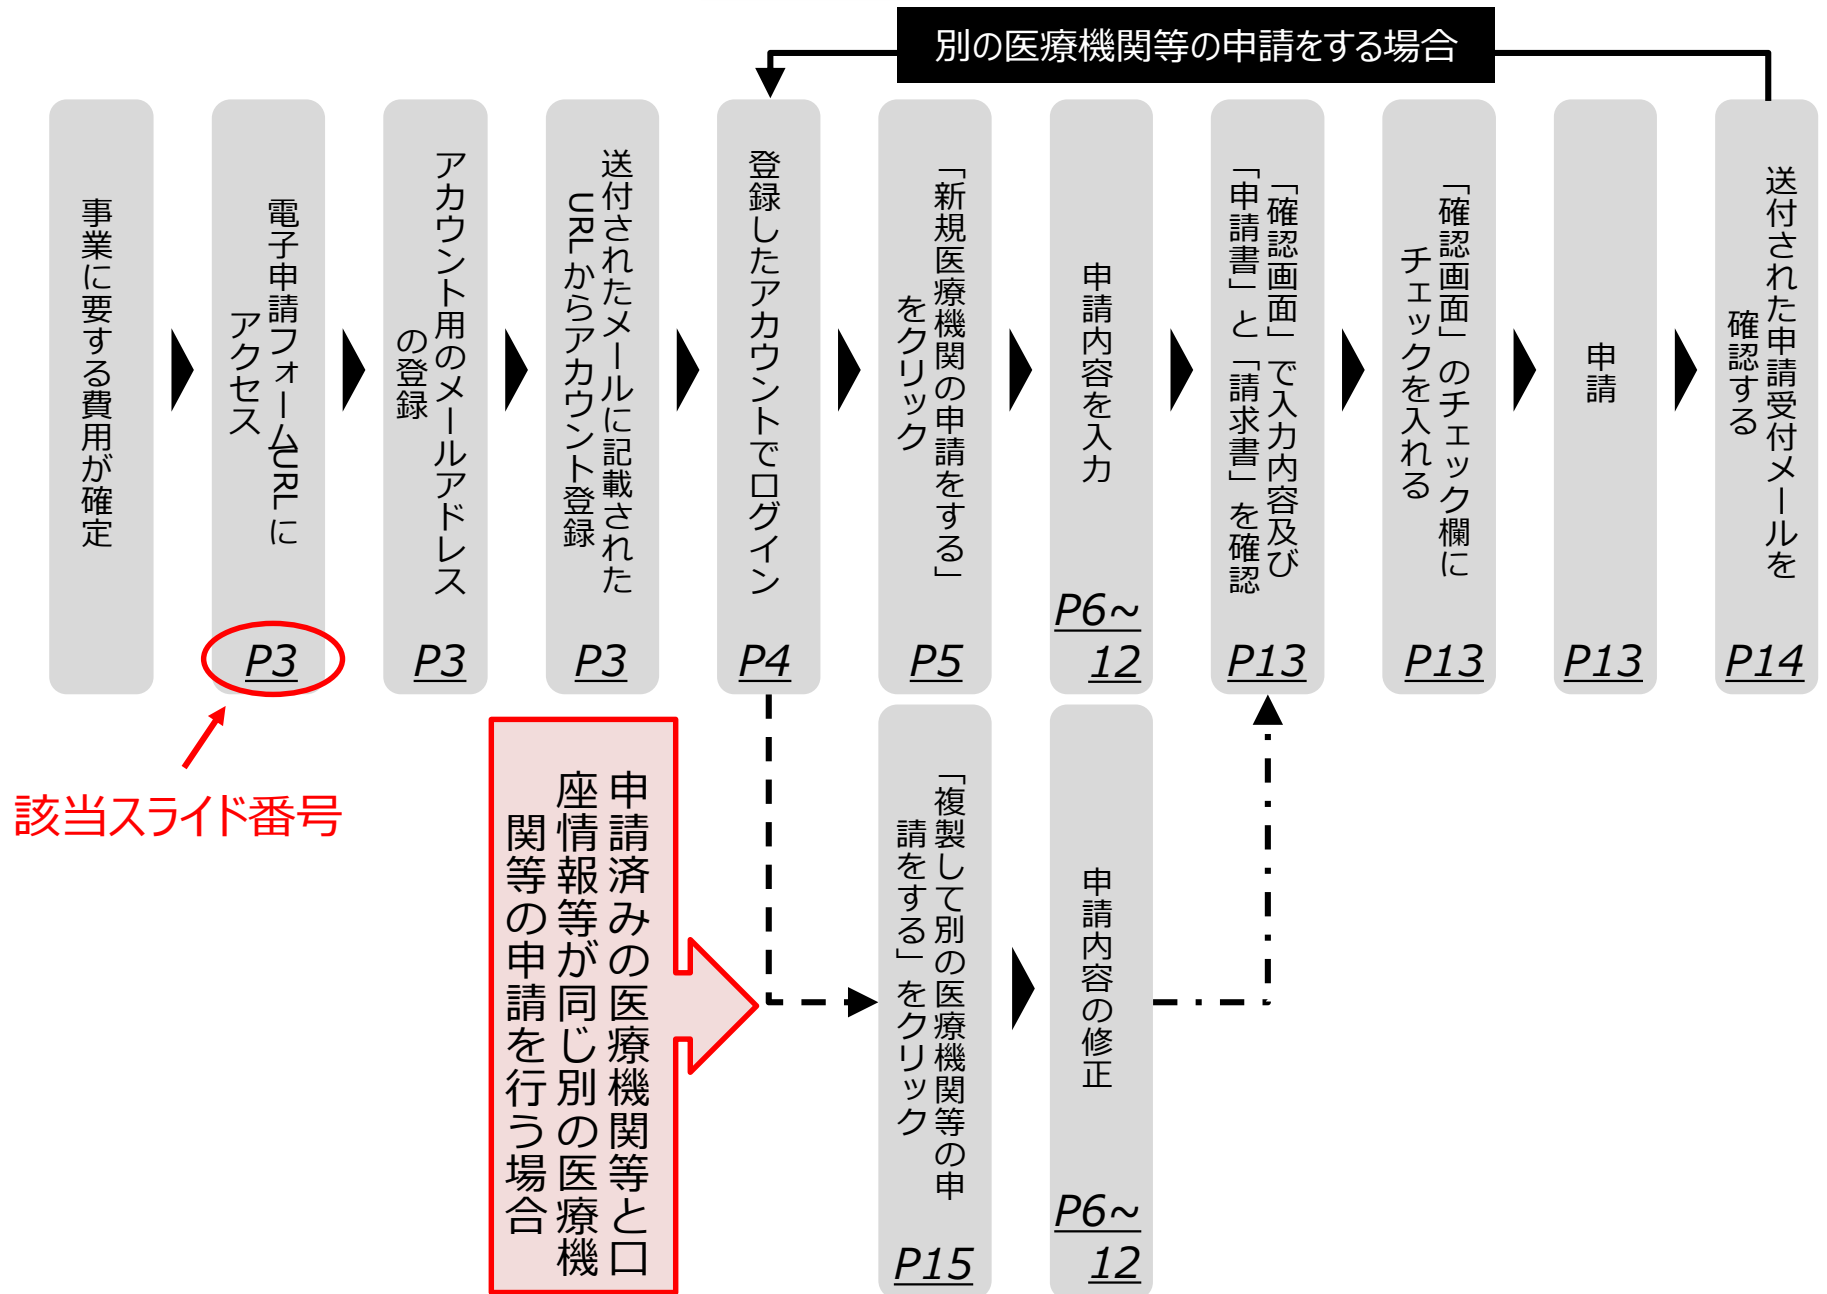 別の医療機関等の申請をする場合
事業に要する費用が確定
電子申請フォームURLに
アクセス
P3
アカウント用のメールアドレス
の登録
P3
送付されたメールに記載された
URLからアカウント登録
P3
登録したアカウントでログイン
P4
「新規医療機関の申請をする」
をクリック
P5
申請内容を入力
P6~
12
「確認画面」で入力内容及び
「申請書」と「請求書」を確認
P13
「確認画面」のチェック欄に
チェックを入れる
P13
申請
P13
送付された申請受付メールを
確認する
P14
該当スライド番号
申請済みの医療機関等と口
座情報等が同じ別の医療機
関等の申請を行う場合
「複製して別の医療機関等の申
請をする」をクリック
P15
申請内容の修正
P6~
12